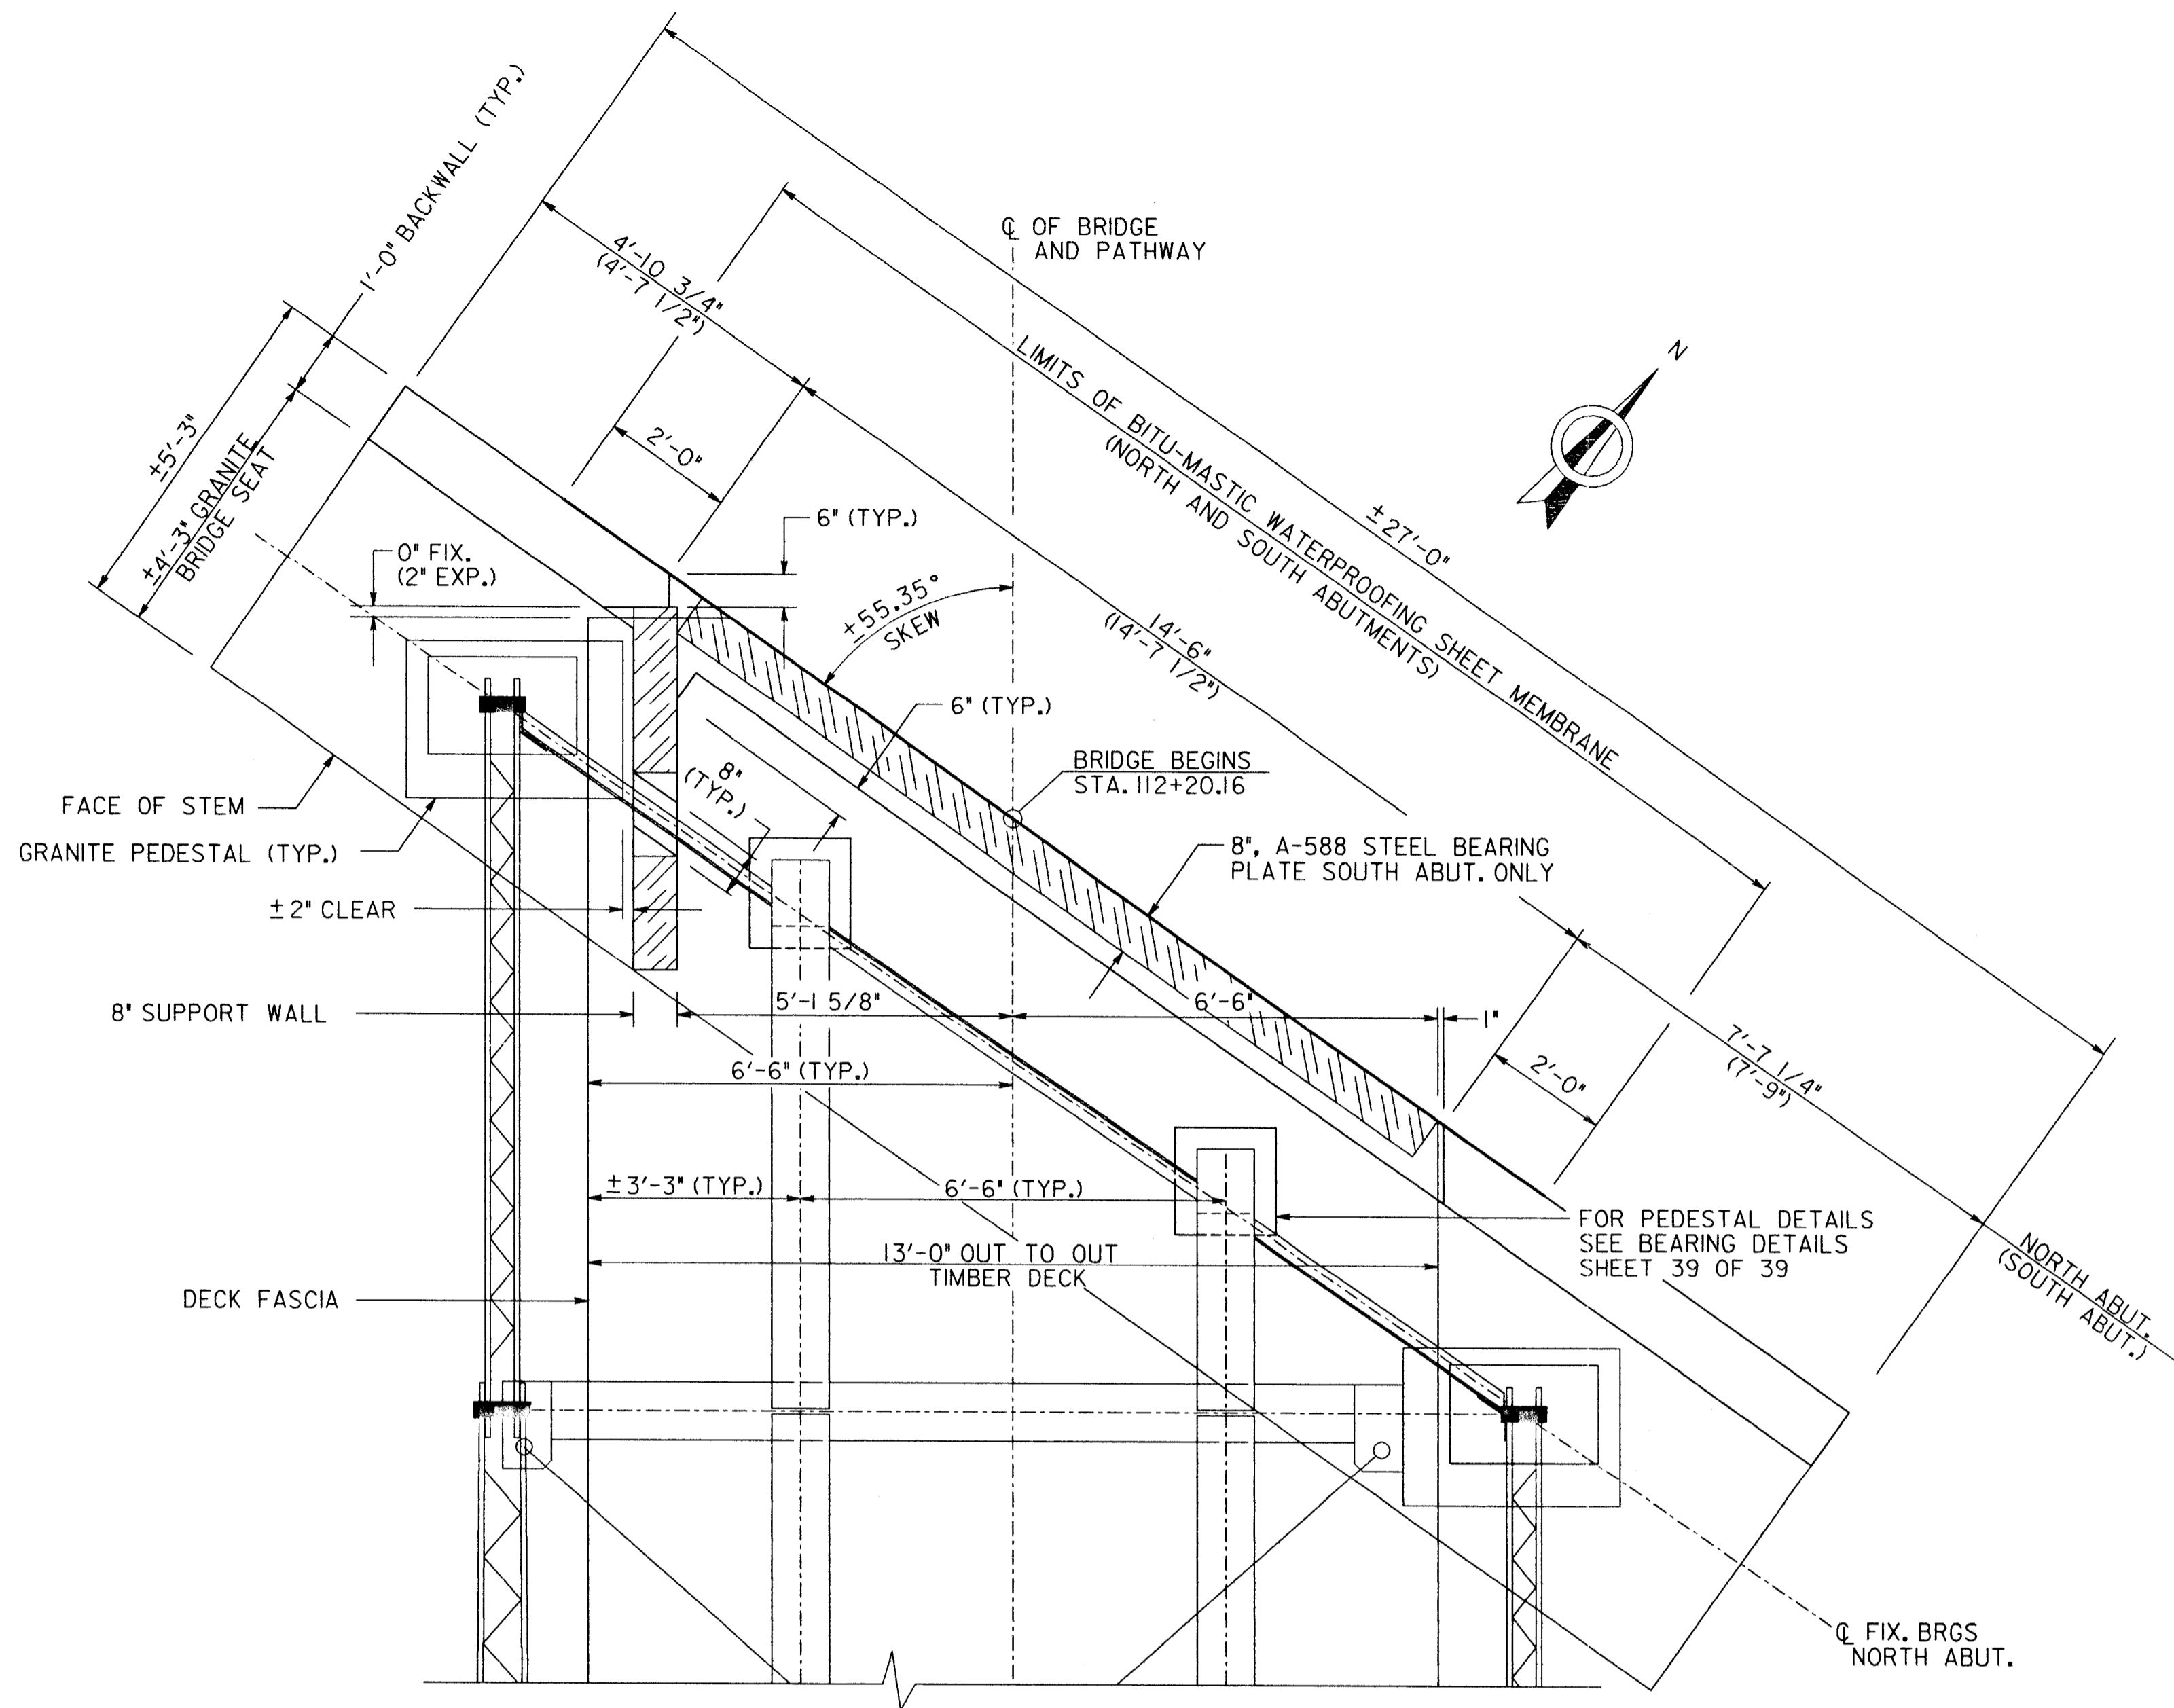 1'-0" BACKWALL (TYP.)
±5'-3"
±4'-3" GRANITE
BRIDGE SEAT
4'-10 3/4"
(4'-7 1/2")
℄ OF BRIDGE
AND PATHWAY
N
LIMITS OF BITU-MASTIC WATERPROOFING SHEET MEMBRANE
(NORTH AND SOUTH ABUTMENTS)
±27'-0"
2'-0"
6" (TYP.)
0" FIX.
(2" EXP.)
±55.35°
SKEW
14'-6"
(14'-7 1/2")
6" (TYP.)
8"
(TYP.)
BRIDGE BEGINS
STA. 112+20.16
FACE OF STEM
GRANITE PEDESTAL (TYP.)
8", A-588 STEEL BEARING
PLATE SOUTH ABUT. ONLY
±2" CLEAR
8" SUPPORT WALL
5'-1 5/8"
6'-6"
1"
2'-0"
7'-7 1/4"
(7'-9")
6'-6" (TYP.)
±3'-3" (TYP.)
6'-6" (TYP.)
13'-0" OUT TO OUT
TIMBER DECK
DECK FASCIA
FOR PEDESTAL DETAILS
SEE BEARING DETAILS
SHEET 39 OF 39
NORTH ABUT.
(SOUTH ABUT.)
℄ FIX. BRGS
NORTH ABUT.